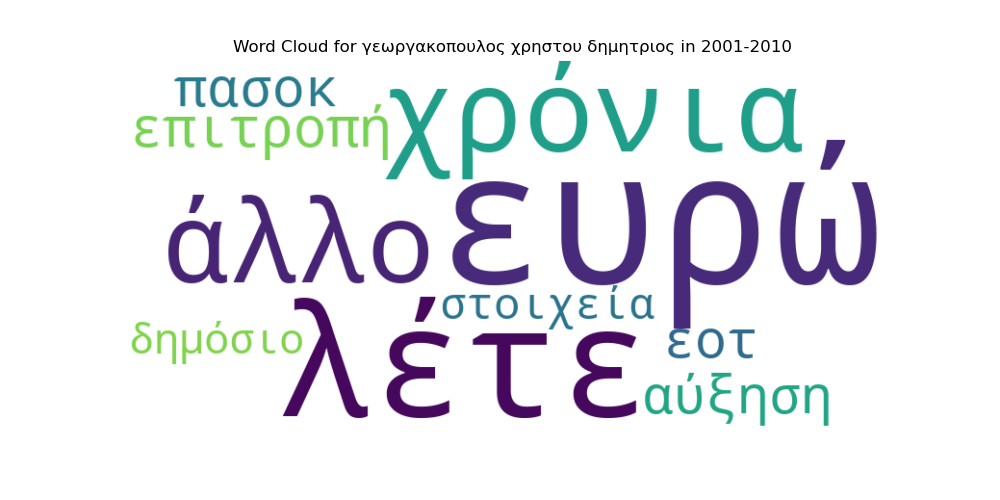 Word Cloud for γεωργακοπουλος χρηστου δημητριος in 2001-2010
πασοκ
επιτροπή
χρόνια
άλλο
ευρώ
στοιχεία
δημόσιο
λέτε
εοτ
αύξηση